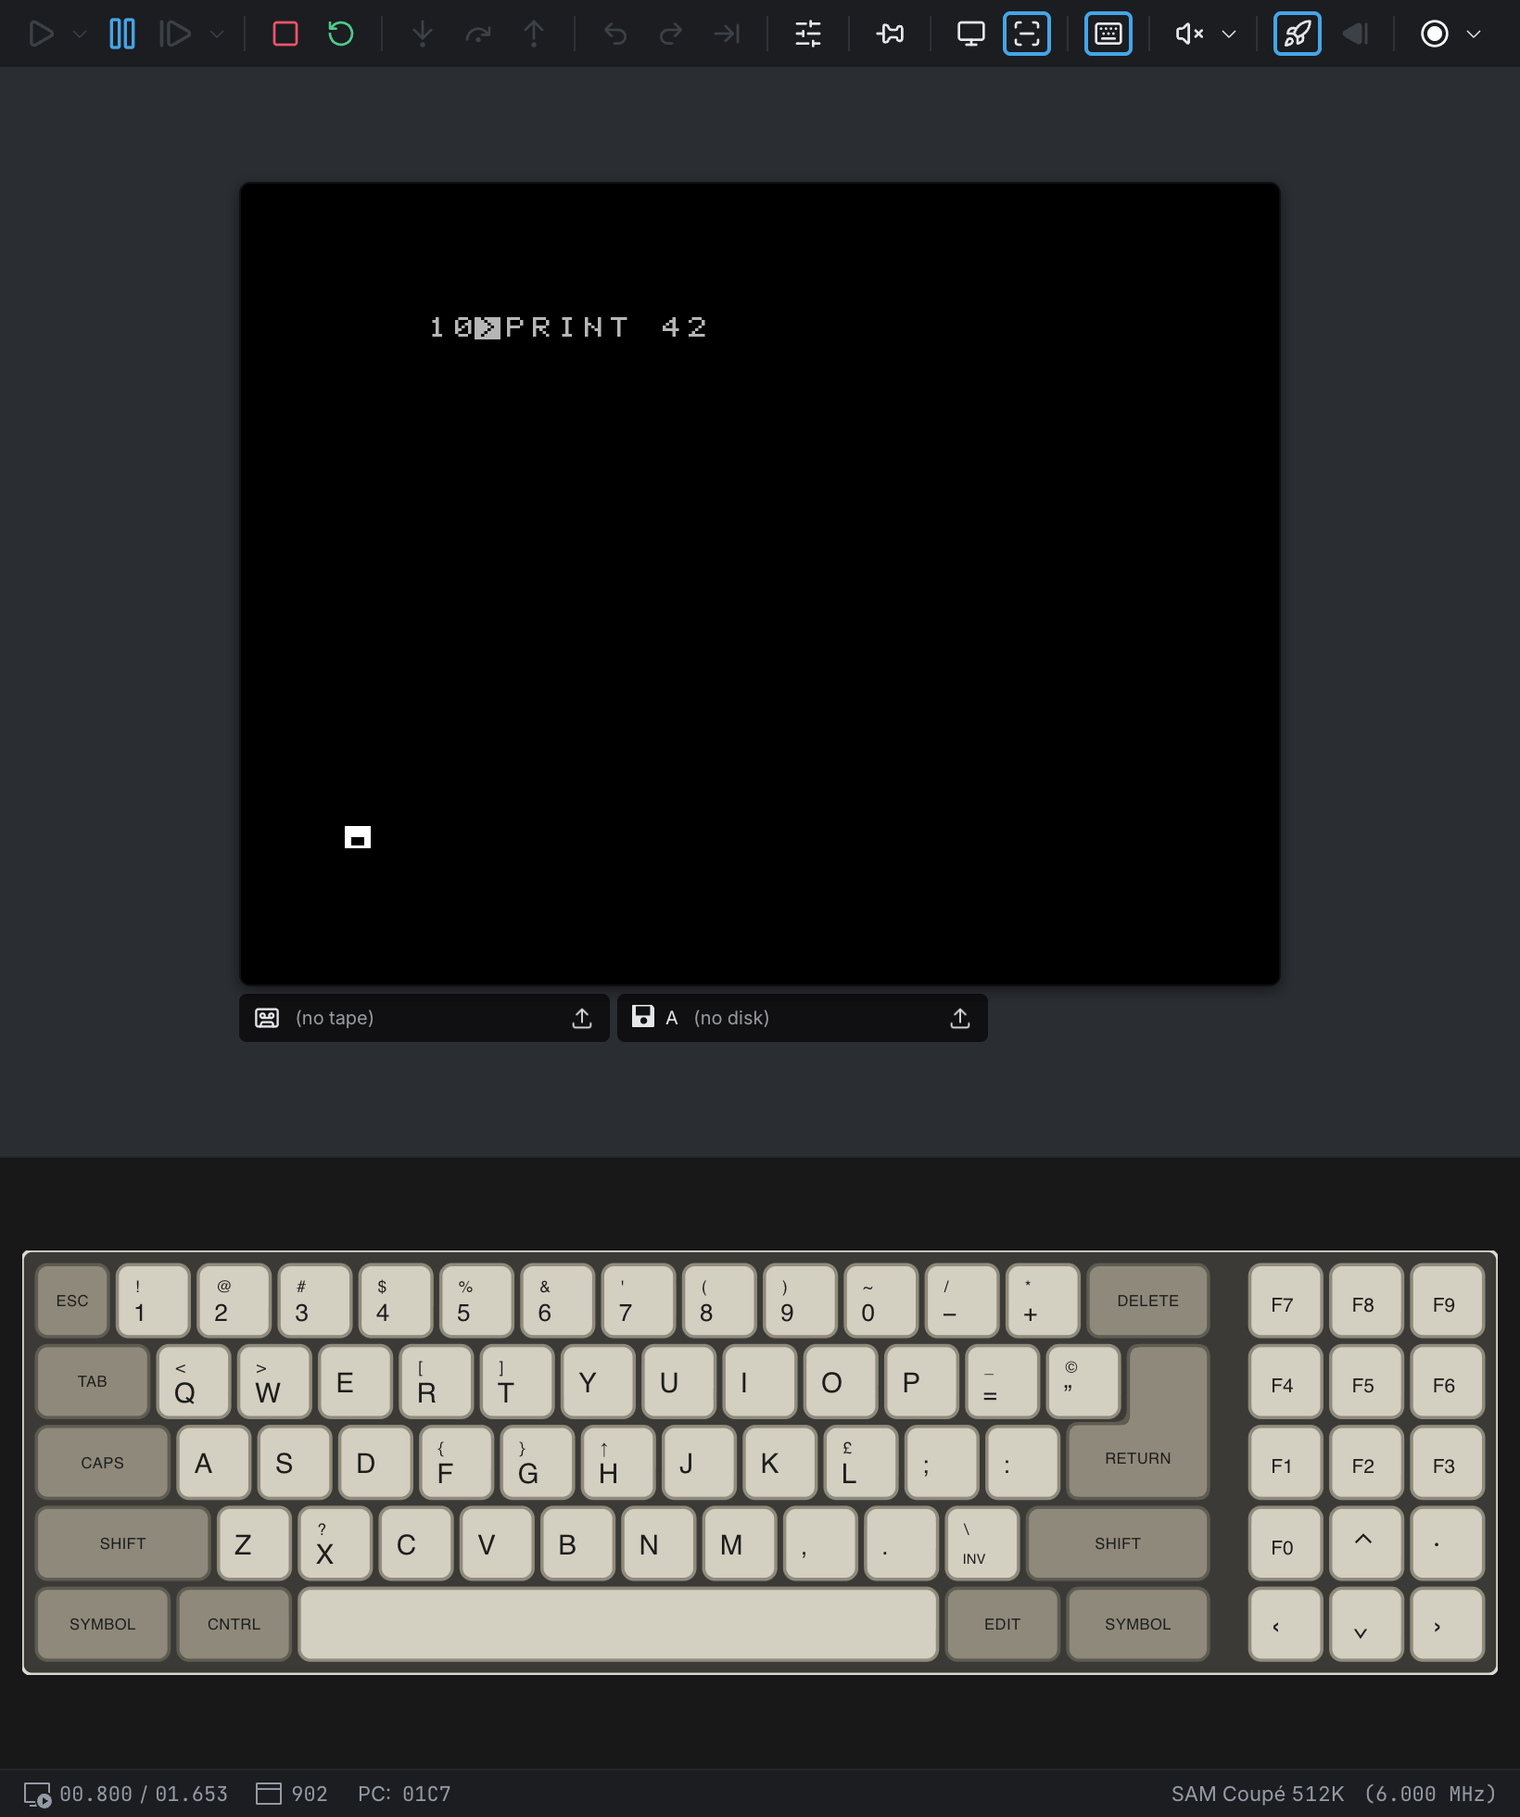 10>PRINT 42
(no tape)
A (no disk)
ESC ! 1 @ 2 # 3 $ 4 % 5 & 6 ' 7 ( 8 ) 9 ~ 0 / – * + DELETE F7 F8 F9
TAB < Q > W E [ R ] T Y U I O P _ = © ” F4 F5 F6
CAPS A S D { F } G ↑ H J K £ L ; : RETURN F1 F2 F3
SHIFT Z ? X C V B N M , . \ INV SHIFT F0 ^ .
SYMBOL CNTRL EDIT SYMBOL ‹ v ›
00.800 / 01.653 902 PC: 01C7 SAM Coupé 512K (6.000 MHz)